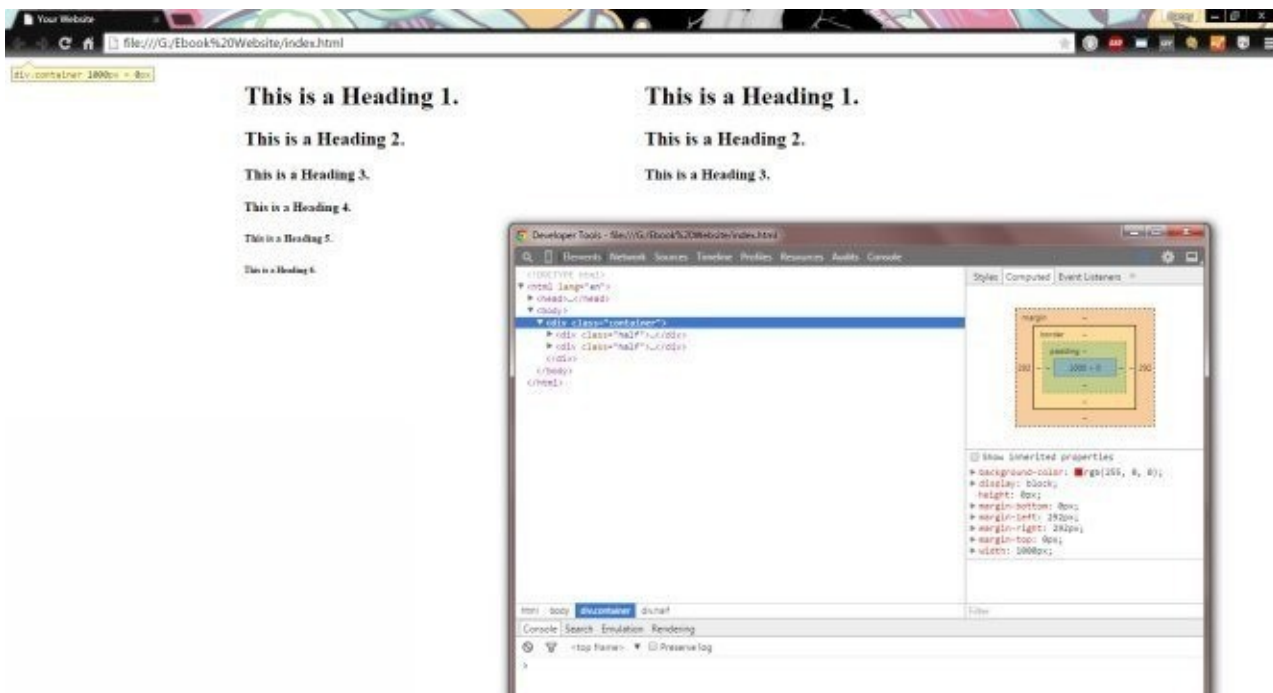 Your Website
file:///G:/Ebook%20Website/index.html
div.container 1000px × 0px
This is a Heading 1.
This is a Heading 2.
This is a Heading 3.
This is a Heading 4.
This is a Heading 5.
This is a Heading 6.
This is a Heading 1.
This is a Heading 2.
This is a Heading 3.
Developer Tools - file:///G:/Ebook%20Website/index.html
Elements Network Sources Timeline Profiles Resources Audits Console
<!DOCTYPE html>
▼ <html lang="en">
▶ <head>…</head>
▼ <body>
▼ <div class="container">
▶ <div class="half">…</div>
▶ <div class="half">…</div>
</div>
</body>
</html>
html body div.container div.half
Styles Computed Event Listeners »
margin –
border –
padding –
292 – – 1000 × 0 – – 292
–
–
–
Show inherited properties
▶ background-color: rgb(255, 0, 0);
▶ display: block;
height: 0px;
▶ margin-bottom: 0px;
▶ margin-left: 292px;
▶ margin-right: 292px;
▶ margin-top: 0px;
▶ width: 1000px;
Filter
Console Search Emulation Rendering
<top frame> ▼ Preserve log
>